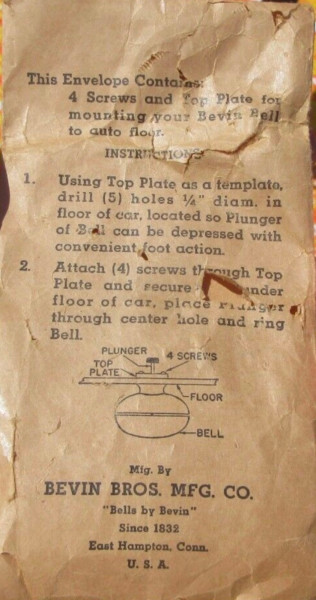 This Envelope Contains:
4 Screws and Top Plate for
mounting your Bevin Bell
to auto floor.
INSTRUCTIONS
1. Using Top Plate as a template,
drill (5) holes ¼" diam. in
floor of car, located so Plunger
of Bell can be depressed with
convenient foot action.
2. Attach (4) screws through Top
Plate and secure under
floor of car, place Plunger
through center hole and ring
Bell.
PLUNGER
4 SCREWS
TOP
PLATE
FLOOR
BELL
Mfg. By
BEVIN BROS. MFG. CO.
"Bells by Bevin"
Since 1832
East Hampton, Conn.
U. S. A.